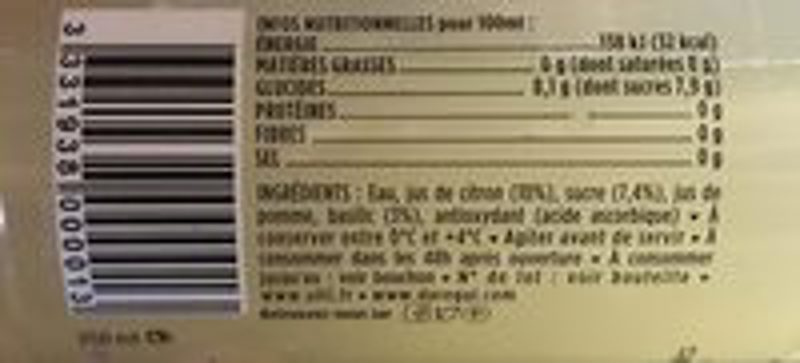 3 331938 000013
INFOS NUTRITIONNELLES pour 100ml :
ÉNERGIE 138 kJ (32 kcal)
MATIÈRES GRASSES 0 g (dont saturées 0 g)
GLUCIDES 8,1 g (dont sucres 7,9 g)
PROTÉINES 0 g
FIBRES 0 g
SEL 0 g
INGRÉDIENTS : Eau, jus de citron (10%), sucre (7,4%), jus de
pomme, basilic (1%), antioxydant (acide ascorbique) • À
conserver entre 0°C et +4°C • Agiter avant de servir • À
consommer dans les 48h après ouverture • À consommer
jusqu'au : voir bouchon • N° de lot : voir bouteille •